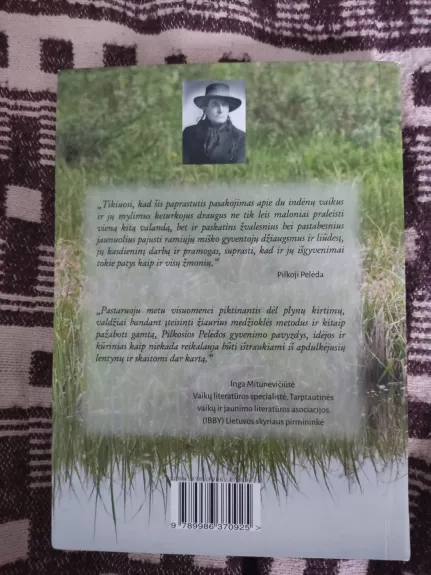 „Tikiuosi, kad šis paprastutis pasakojimas apie du indėnų vaikus
ir jų mylimus keturkojus draugus ne tik leis maloniai praleisti
vieną kitą valandą, bet ir paskatins žvalesnius bei pastabesnius
jaunuolius pajusti ramiųjų miško gyventojų džiaugsmus ir liūdesį,
jų kasdieninį darbą ir pramogas, suprasti, kad ir jų išgyvenimai
tokie patys kaip ir visų žmonių.“
Pilkoji Pelėda
„Pastaruoju metu visuomenei piktinantis dėl plynų kirtimų,
valdžiai bandant įteisinti žiaurius medžioklės metodus ir kitaip
pažaboti gamtą, Pilkosios Pelėdos gyvenimo pavyzdys, idėjos ir
kūriniai kaip niekada reikalauja būti ištraukiami iš apdulkėjusių
lentynų ir skaitomi dar kartą.“
Inga Mitunevičiūtė
Vaikų literatūros specialistė, Tarptautinės
vaikų ir jaunimo literatūros asociacijos
(IBBY) Lietuvos skyriaus pirmininkė
9 789986 370925 >